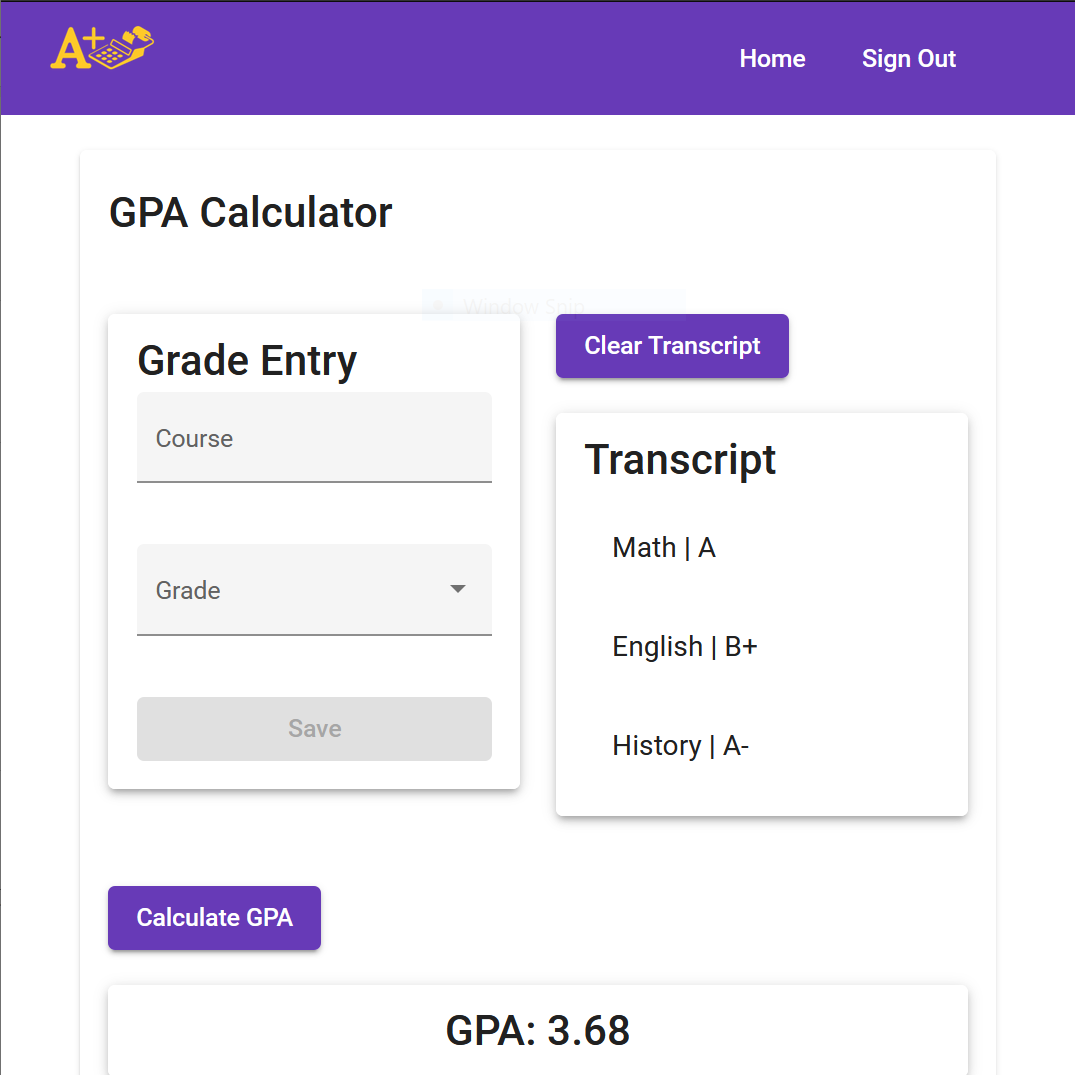 A+
Home
Sign Out
GPA Calculator
Window Snip
Grade Entry
Course
Grade
Save
Clear Transcript
Transcript
Math | A
English | B+
History | A-
Calculate GPA
GPA: 3.68